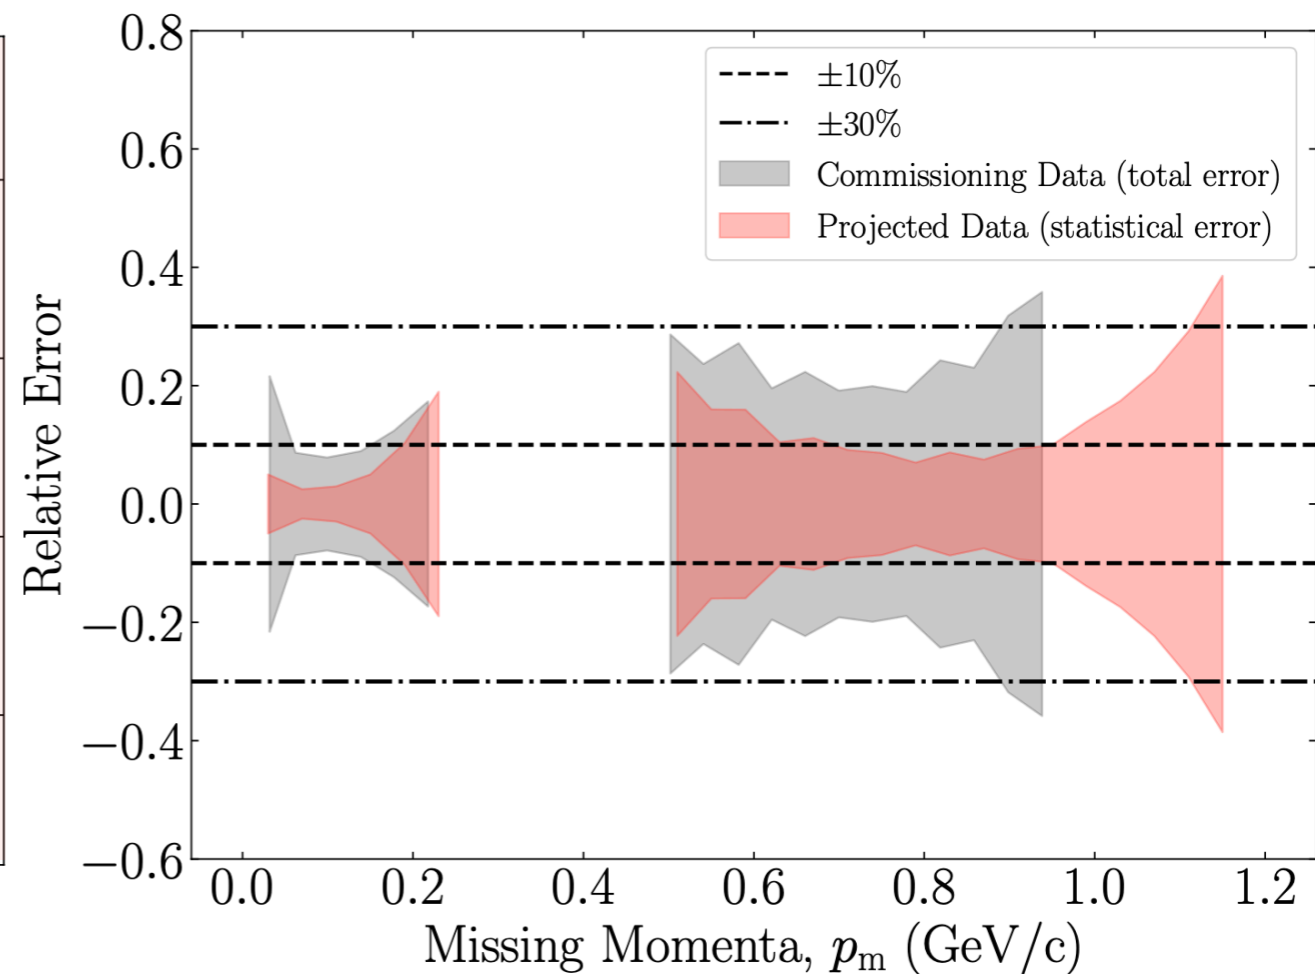 0.8
0.6
0.4
0.2
0.0
−0.2
−0.4
−0.6
Relative Error
±10%
±30%
Commissioning Data (total error)
Projected Data (statistical error)
0.0 0.2 0.4 0.6 0.8 1.0 1.2
Missing Momenta, pm (GeV/c)